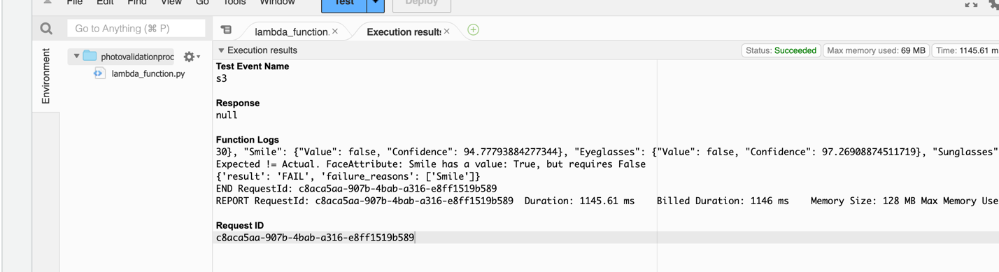 File Edit Find View Go Tools Window Test Deploy
Go to Anything (⌘ P)
lambda_function. ×
Execution results ×
Environment
photovalidationproc
lambda_function.py
Execution results
Status: Succeeded
Max memory used: 69 MB
Time: 1145.61 m
Test Event Name
s3
Response
null
Function Logs
30}, "Smile": {"Value": false, "Confidence": 94.77793884277344}, "Eyeglasses": {"Value": false, "Confidence": 97.26908874511719}, "Sunglasses"
Expected != Actual. FaceAttribute: Smile has a value: True, but requires False
{'result': 'FAIL', 'failure_reasons': ['Smile']}
END RequestId: c8aca5aa-907b-4bab-a316-e8ff1519b589
REPORT RequestId: c8aca5aa-907b-4bab-a316-e8ff1519b589 Duration: 1145.61 ms Billed Duration: 1146 ms Memory Size: 128 MB Max Memory Use
Request ID
c8aca5aa-907b-4bab-a316-e8ff1519b589